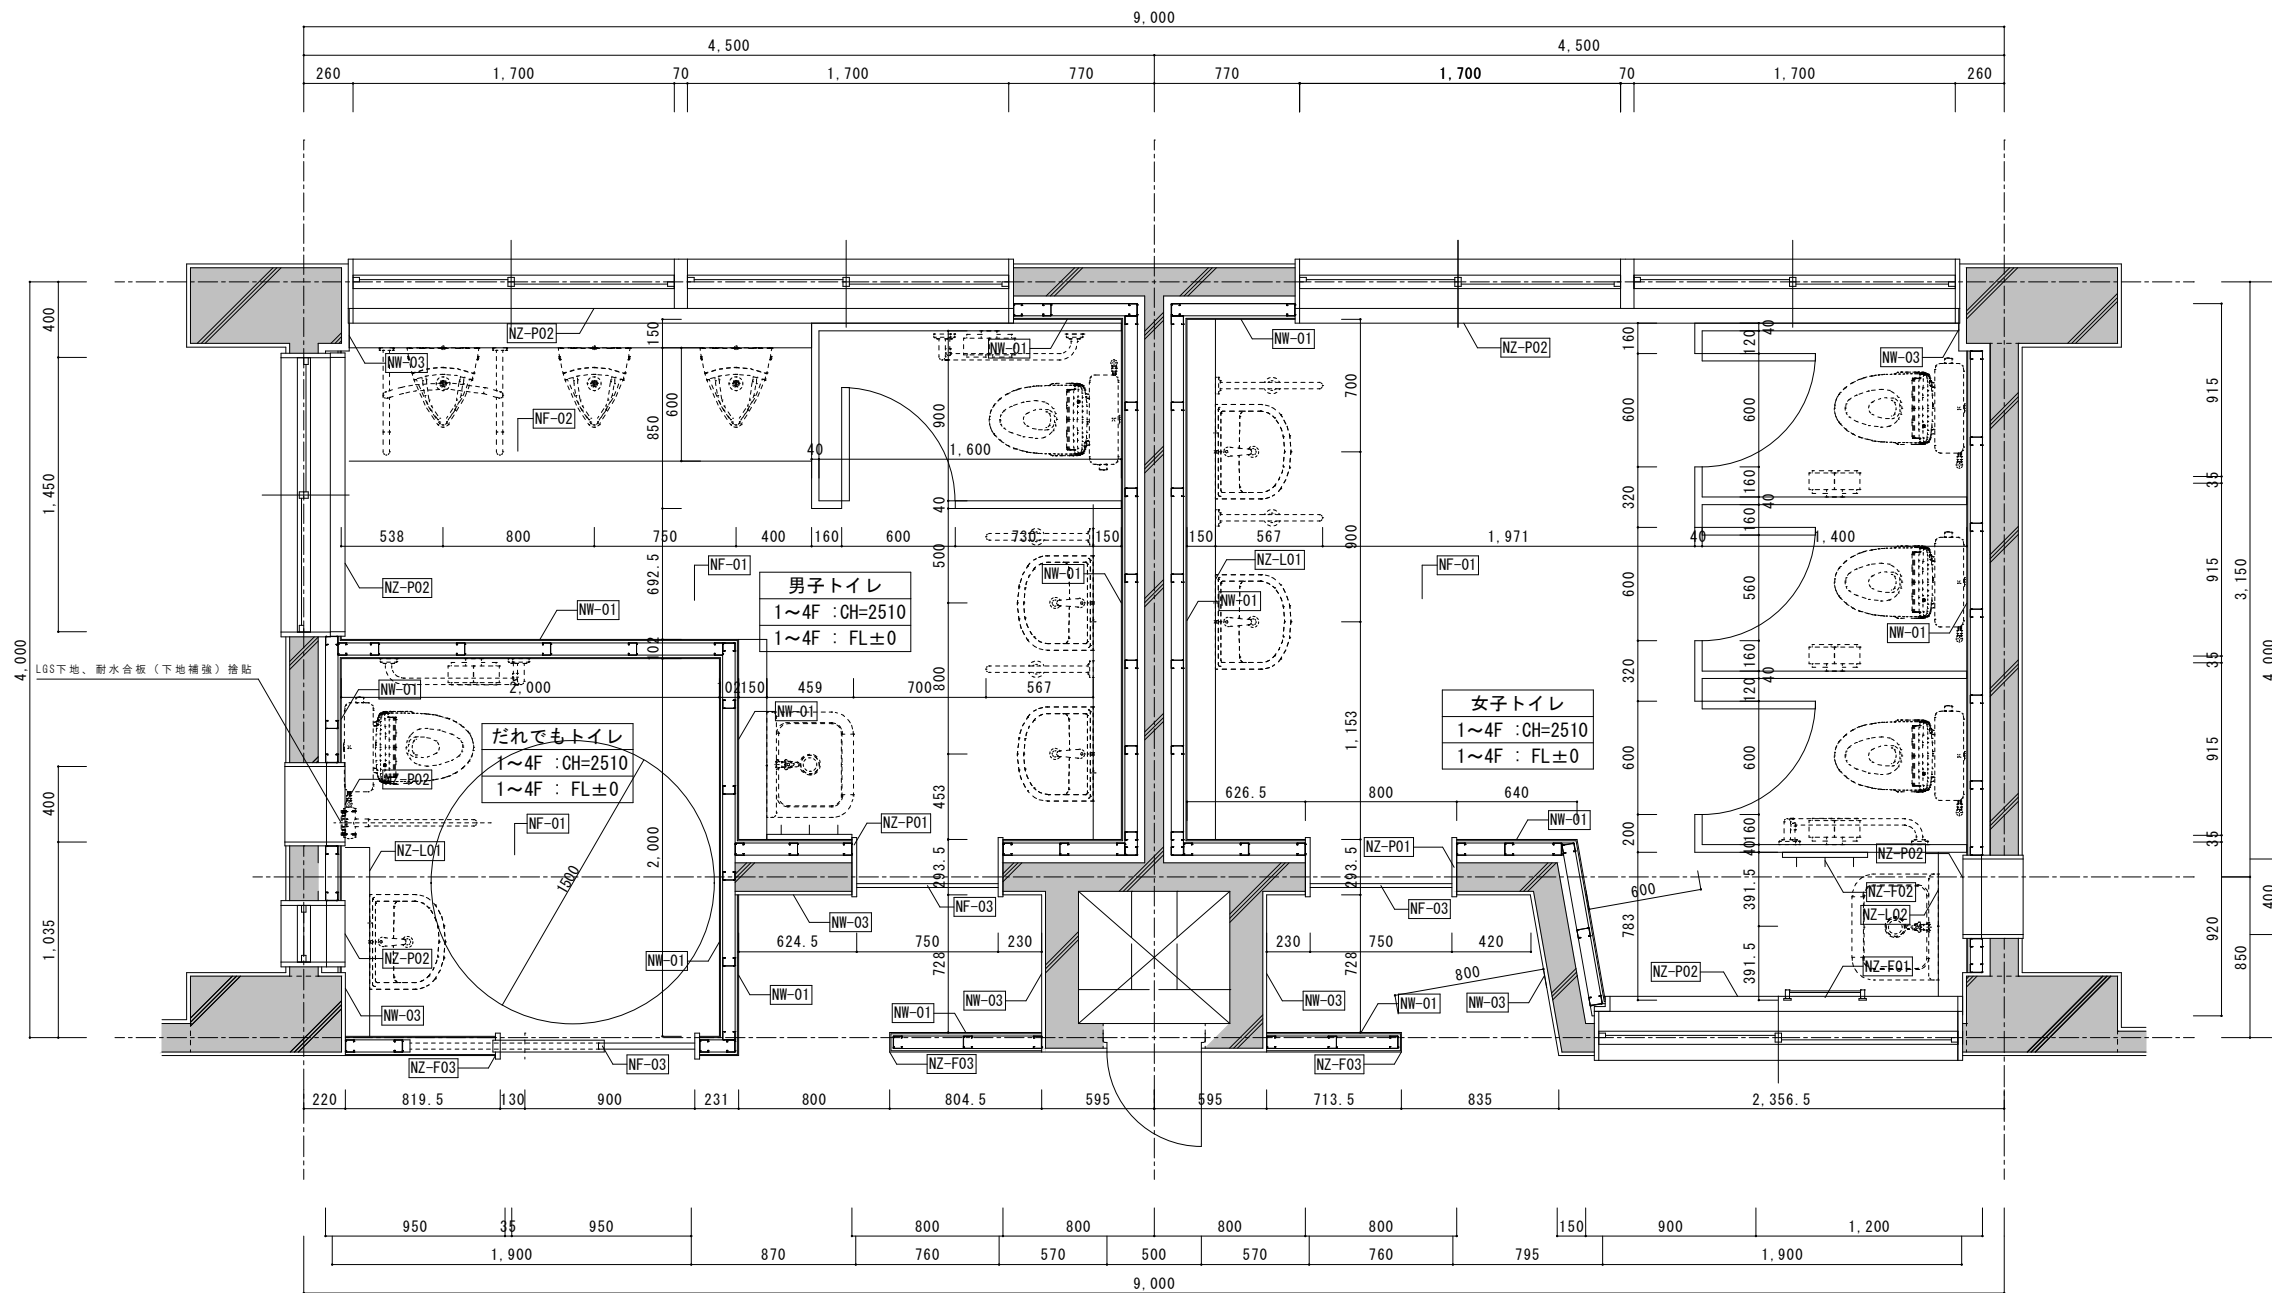 9,000
4,500 4,500
260 1,700 70 1,700 770 770 1,700 70 1,700 260
400
1,450
4,000
400
1,035
NZ-P02
NW-03
NF-02
NW-01
150
600
850
900
40 1,600
40
538 800 750 400 160 600 730 150
692.5
500
NZ-P02
NF-01
NW-01
NW-01
男子トイレ
1~4F :CH=2510
1~4F : FL±0
102
LGS下地、耐水合板(下地補強)捨貼
NW-01
2,000
102 150 459 700 567
800
NW-01
だれでもトイレ
1~4F :CH=2510
1~4F : FL±0
NZ-P02
NF-01
NZ-L01
1500
2,000
453
NZ-P01
293.5
NF-03
NW-03
624.5 750 230
728
NZ-P02
NW-01
NW-01
NW-03
NW-03
NW-01
NZ-F03
NF-03
NZ-F03
NW-01
NZ-P02
NW-03
160
120
40
700
600
600
915
160
320
40
35
160
900
150 567 1,971 40 1,400
NZ-L01
NF-01
NW-01
NW-01
600
560
915
3,150
160
320
40
35
120
4,000
女子トイレ
1~4F :CH=2510
1~4F : FL±0
1,153
600
600
915
626.5 800 640
NW-01
NZ-P01
200
160
40
35
NZ-P02
293.5
600
NZ-F02
NZ-L02
391.5
783
391.5
NF-03
230 750 420
728
800
NW-03
NW-03
NW-01
NZ-P02
NZ-F01
NZ-F03
920
400
850
220 819.5 130 900 231 800 804.5 595 595 713.5 835 2,356.5
950 35 950 800 800 800 800 150 900 1,200
1,900 870 760 570 500 570 760 795 1,900
9,000